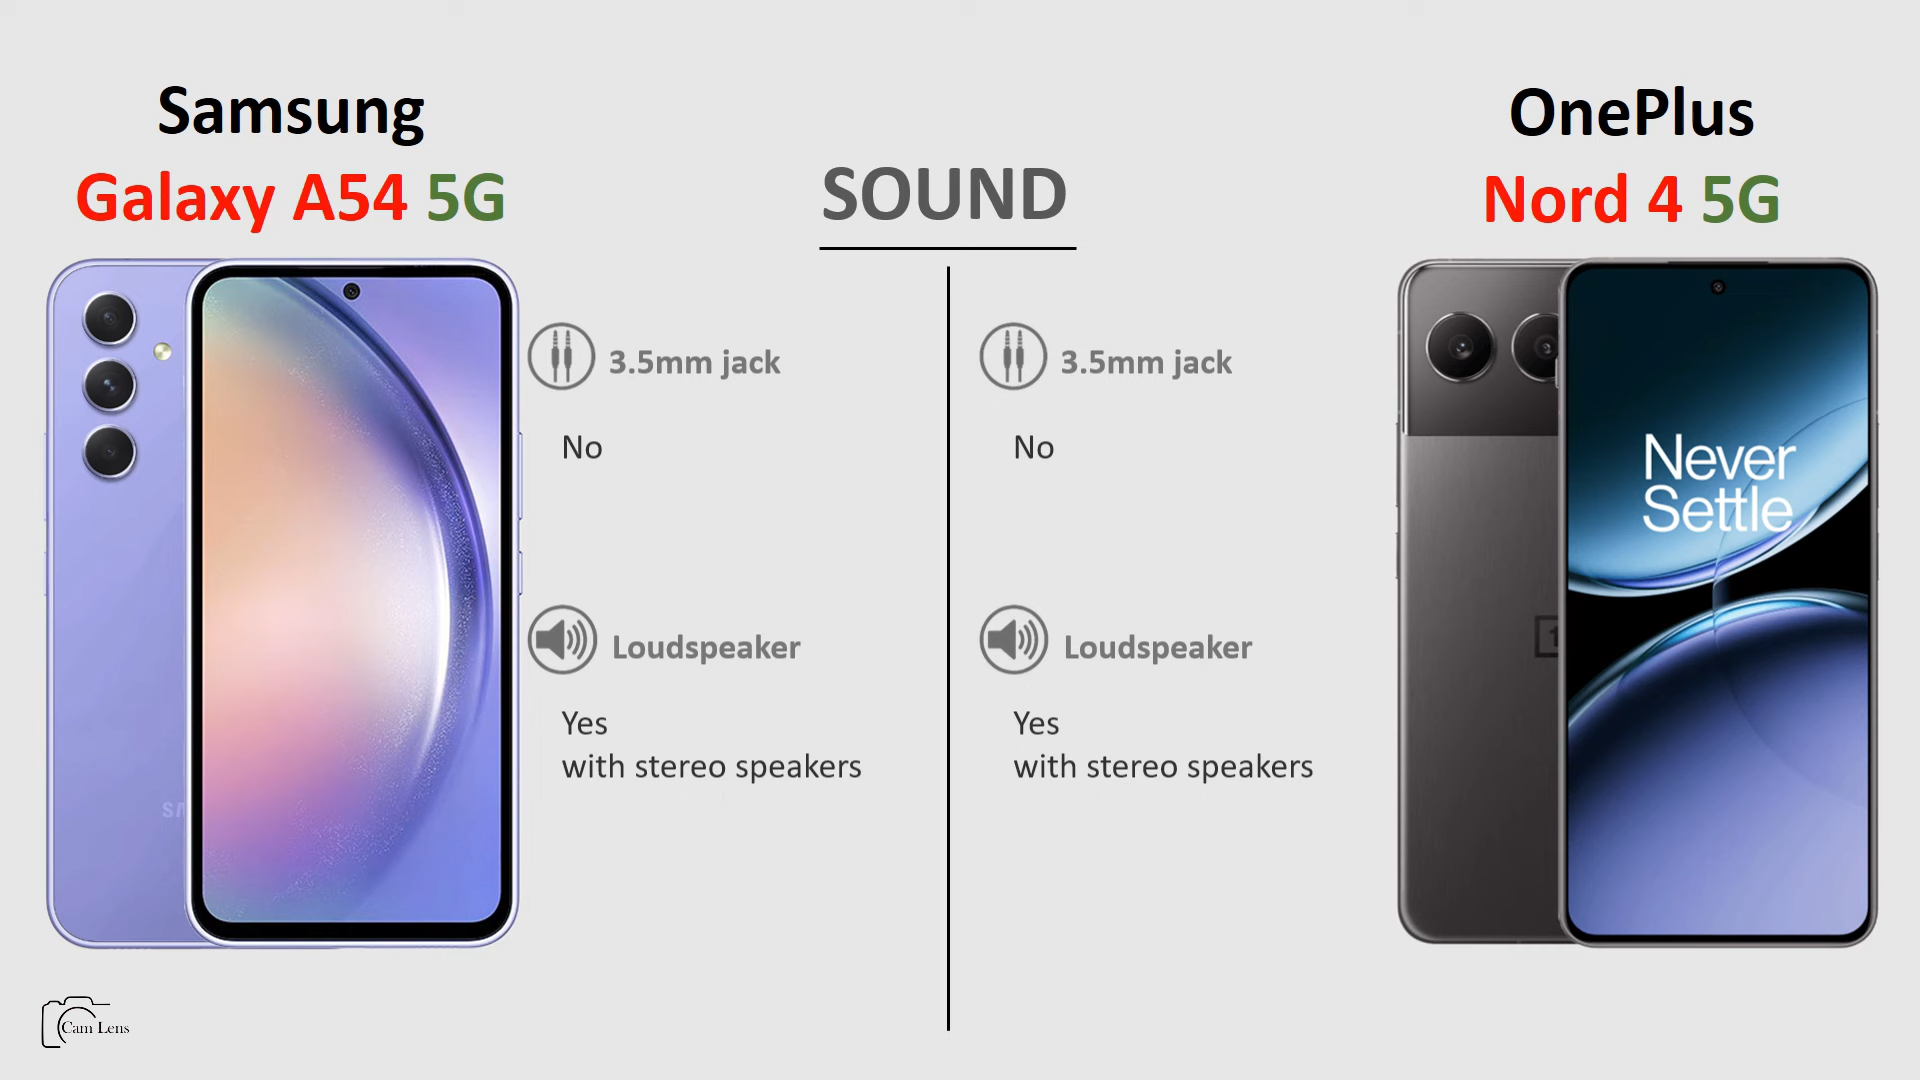 Samsung
Galaxy A54 5G
SOUND
OnePlus
Nord 4 5G
3.5mm jack
No
Loudspeaker
Yes
with stereo speakers
3.5mm jack
No
Loudspeaker
Yes
with stereo speakers
Never
Settle
Cam Lens